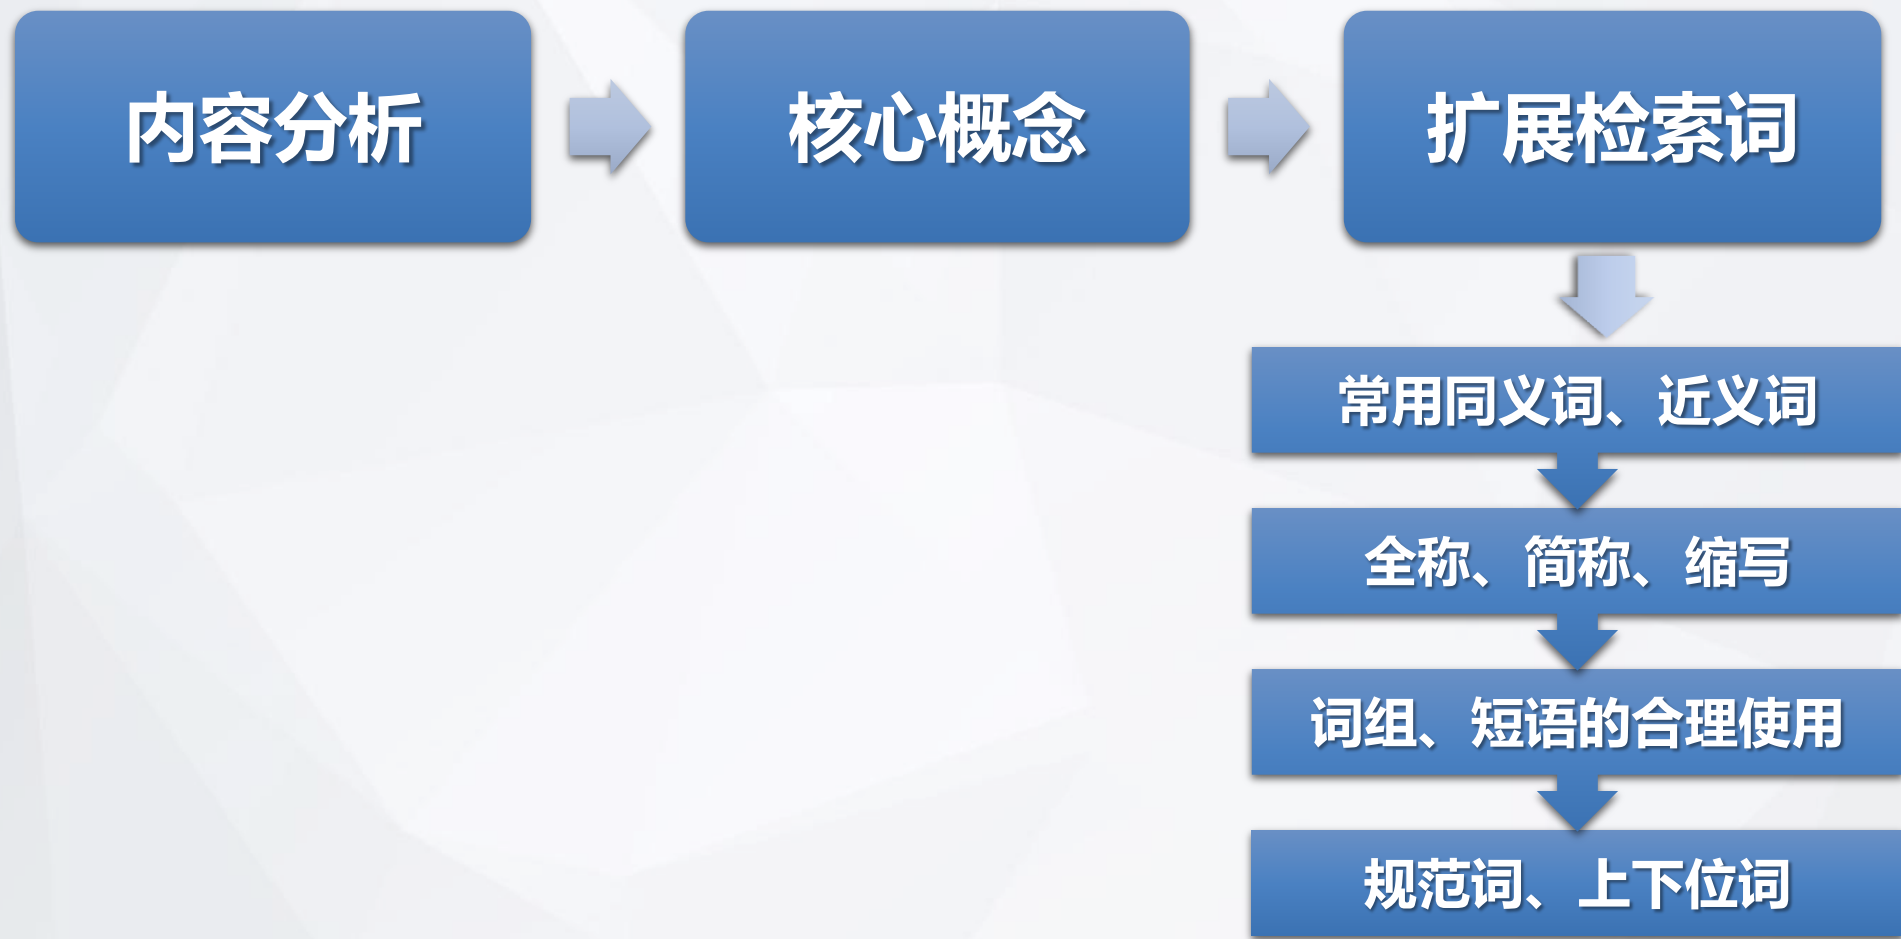 内容分析
核心概念
扩展检索词
常用同义词、近义词
全称、简称、缩写
词组、短语的合理使用
规范词、上下位词